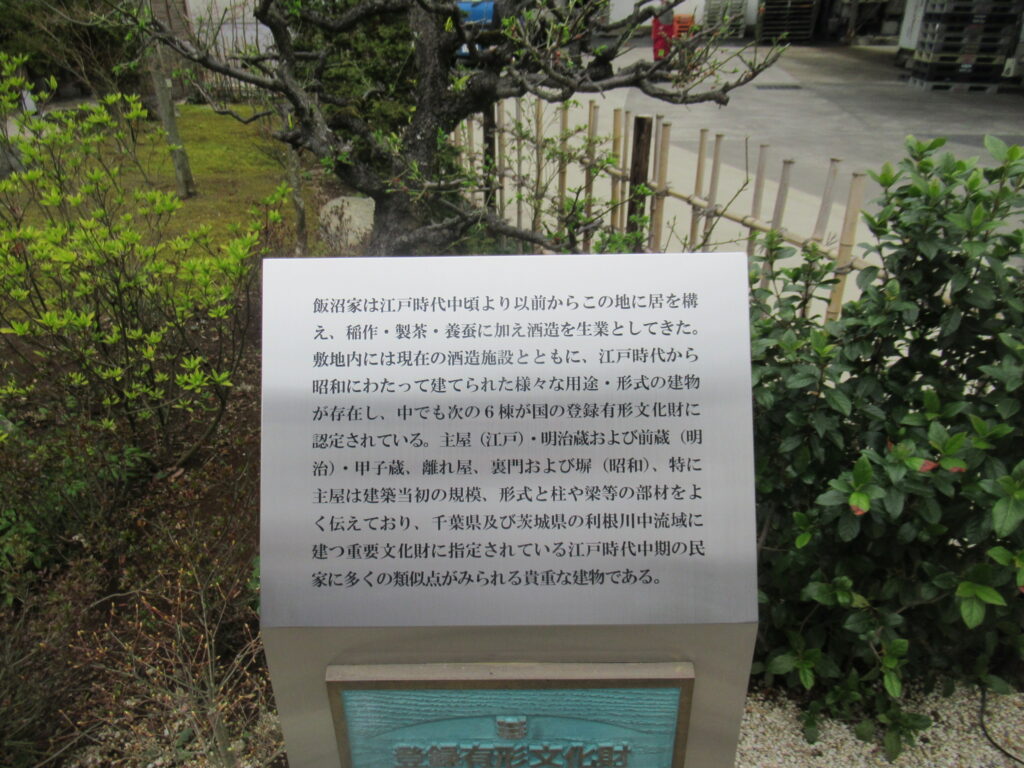 飯沼家は江戸時代中頃より以前からこの地に居を構
え、稲作・製茶・養蚕に加え酒造を生業としてきた。
敷地内には現在の酒造施設とともに、江戸時代から
昭和にわたって建てられた様々な用途・形式の建物
が存在し、中でも次の6棟が国の登録有形文化財に
認定されている。主屋（江戸）・明治蔵および前蔵（明
治）・甲子蔵、離れ屋、裏門および塀（昭和）、特に
主屋は建築当初の規模、形式と柱や梁等の部材をよ
く伝えており、千葉県及び茨城県の利根川中流域に
建つ重要文化財に指定されている江戸時代中期の民
家に多くの類似点がみられる貴重な建物である。
登録有形文化財